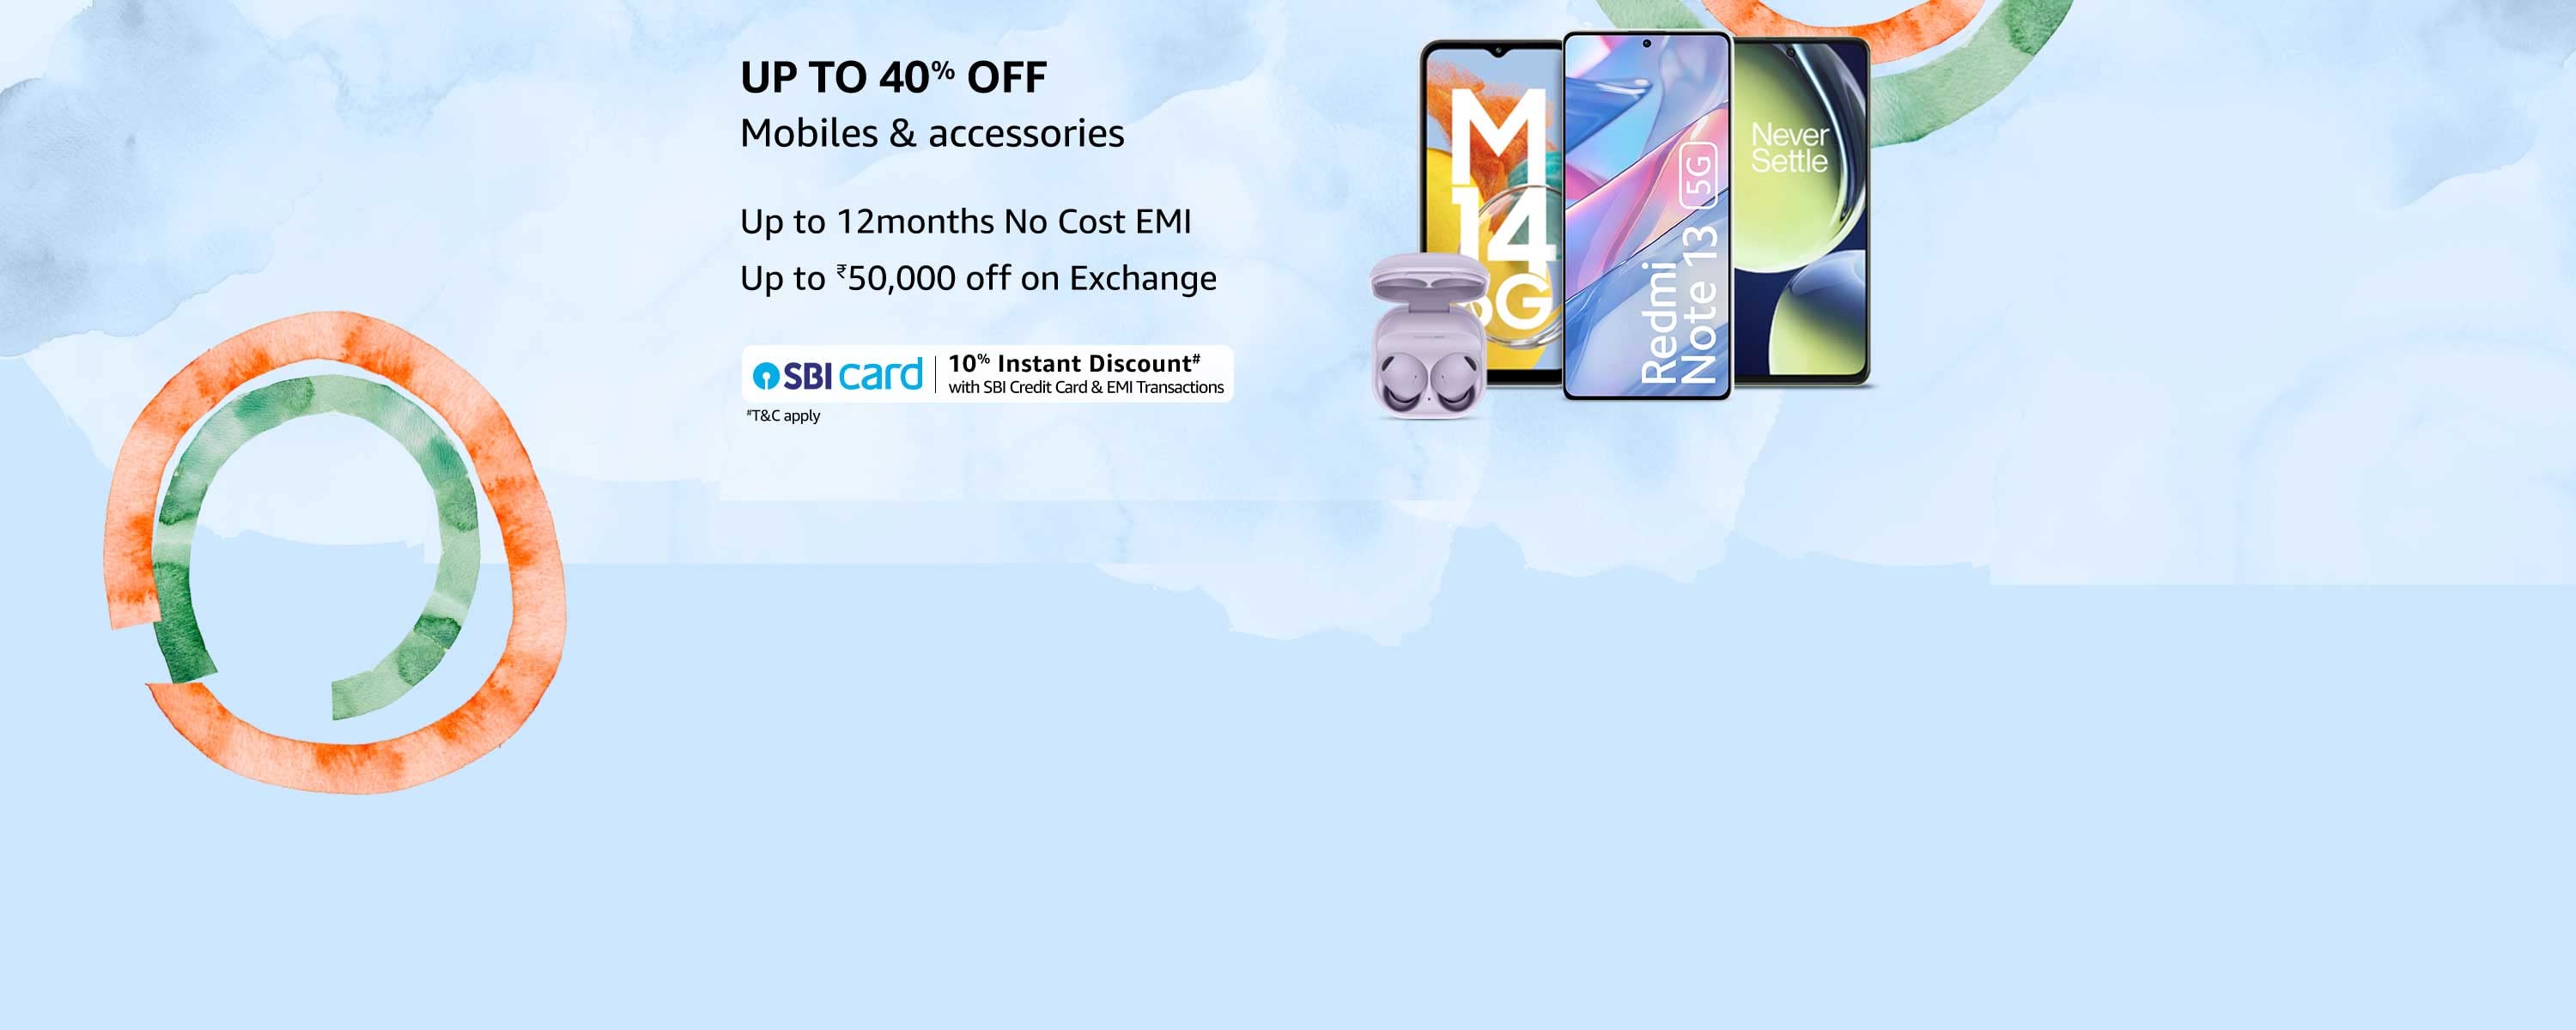 UP TO 40% OFF
Mobiles & accessories
Up to 12months No Cost EMI
Up to ₹50,000 off on Exchange
SBI card
10% Instant Discount#
with SBI Credit Card & EMI Transactions
#T&C apply
M
14
5G
Redmi
Note 13 5G
Never
Settle